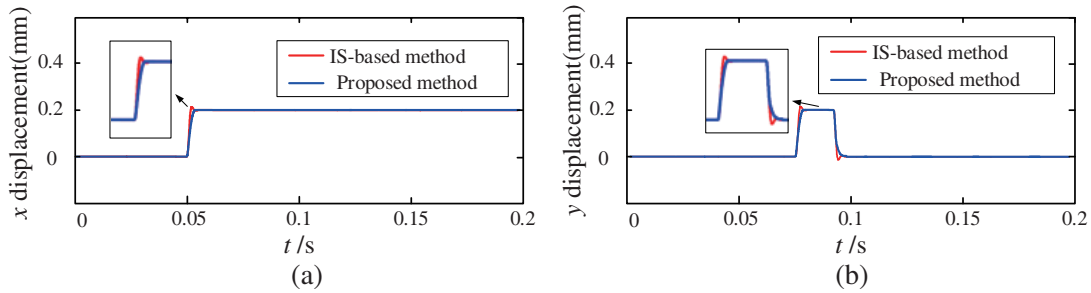 x displacement(mm)
0.4
0.2
0
IS-based method
Proposed method
0
0.05
0.1
0.15
0.2
t /s
(a)
y displacement(mm)
0.4
0.2
0
IS-based method
Proposed method
0
0.05
0.1
0.15
0.2
t /s
(b)